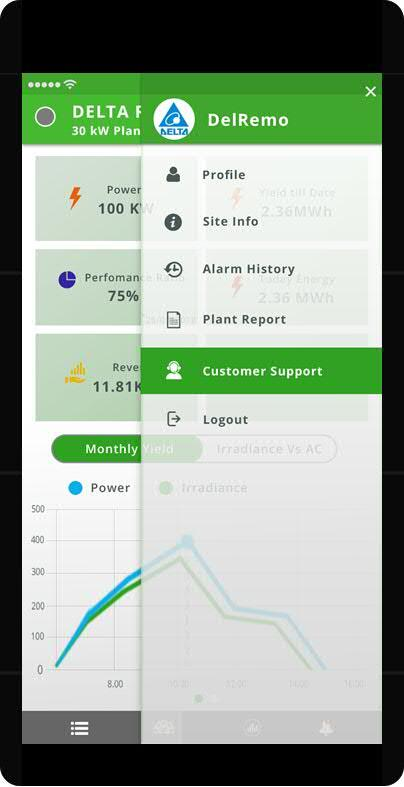 DELTA R
30 kW Plan
DELTA
DelRemo
×
Profile
Site Info
Alarm History
Plant Report
Customer Support
Logout
Power
100 KW
Yield till Date
2.36MWh
Perfomance Ratio
75%
Today Energy
2.36 MWh
Reve
11.81K
Monthly Yield
Irradiance Vs AC
Power
Irradiance
500
400
300
200
100
0
8.00
10.00
12.00
14.00
16.00